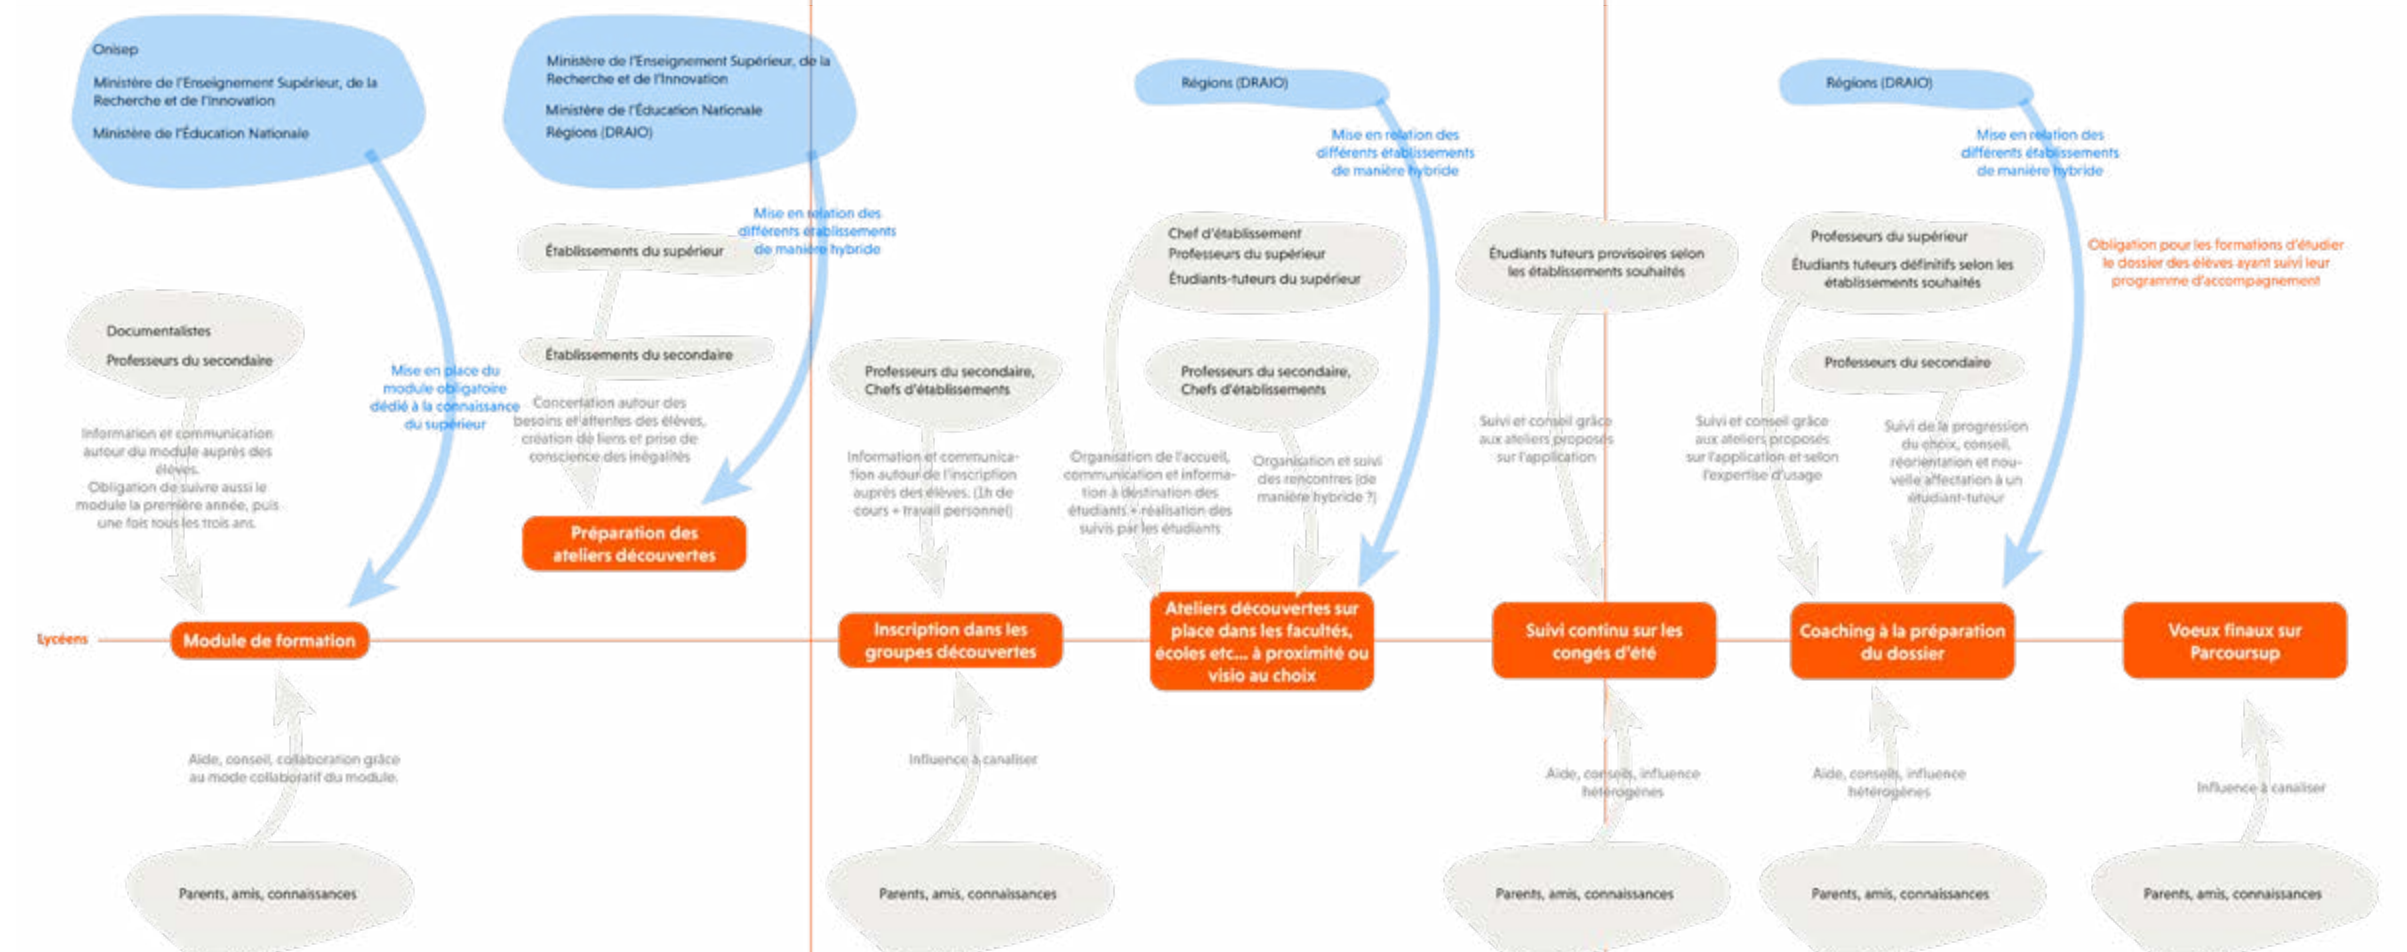 Onisep
Ministère de l'Enseignement Supérieur, de la
Recherche et de l'Innovation
Ministère de l'Éducation Nationale
Ministère de l'Enseignement Supérieur, de la
Recherche et de l'Innovation
Ministère de l'Éducation Nationale
Régions (DRAIO)
Régions (DRAIO)
Régions (DRAIO)
Mise en relation des
différents établissements
de manière hybride
Mise en relation des
différents établissements
de manière hybride
Mise en relation des
différents établissements
de manière hybride
Établissements du supérieur
Chef d'établissement
Professeurs du supérieur
Étudiants-tuteurs du supérieur
Étudiants tuteurs provisoires selon
les établissements souhaités
Professeurs du supérieur
Étudiants tuteurs définitifs selon les
établissements souhaités
Obligation pour les formations d'étudier
le dossier des élèves ayant suivi leur
programme d'accompagnement
Documentalistes
Professeurs du secondaire
Mise en place du
module obligatoire
dédié à la connaissance
du supérieur
Établissements du secondaire
Professeurs du secondaire,
Chefs d'établissements
Professeurs du secondaire,
Chefs d'établissements
Professeurs du secondaire
Information et communication
autour du module auprès des
élèves.
Obligation de suivre aussi le
module la première année, puis
une fois tous les trois ans.
Concertation autour des
besoins et attentes des élèves,
création de liens et prise de
conscience des inégalités
Information et communica-
tion autour de l'inscription
auprès des élèves. (1h de
cours + travail personnel)
Organisation de l'accueil,
communication et informa-
tion à destination des
étudiants + réalisation des
suivis par les étudiants
Organisation et suivi
des rencontres (de
manière hybride ?)
Suivi et conseil grâce
aux ateliers proposés
sur l'application
Suivi et conseil grâce
aux ateliers proposés
sur l'application et selon
l'expertise d'usage
Suivi de la progression
du choix, conseil,
réorientation et nou-
velle affectation à un
étudiant-tuteur
Préparation des
ateliers découvertes
Lycéens
Module de formation
Inscription dans les
groupes découvertes
Ateliers découvertes sur
place dans les facultés,
écoles etc... à proximité ou
visio au choix
Suivi continu sur les
congés d'été
Coaching à la préparation
du dossier
Voeux finaux sur
Parcoursup
Aide, conseil, collaboration grâce
au mode collaboratif du module.
Influence à canaliser
Aide, conseils, influence
hétérogènes
Aide, conseils, influence
hétérogènes
Influence à canaliser
Parents, amis, connaissances
Parents, amis, connaissances
Parents, amis, connaissances
Parents, amis, connaissances
Parents, amis, connaissances